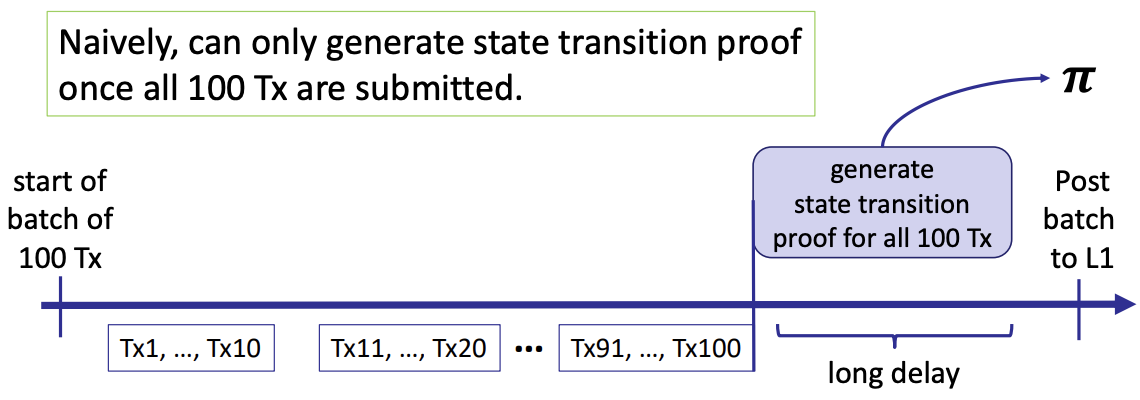 Naively, can only generate state transition proof
once all 100 Tx are submitted.
π
start of
batch of
100 Tx
generate
state transition
proof for all 100 Tx
Post
batch
to L1
Tx1, ..., Tx10
Tx11, ..., Tx20
•••
Tx91, ..., Tx100
long delay